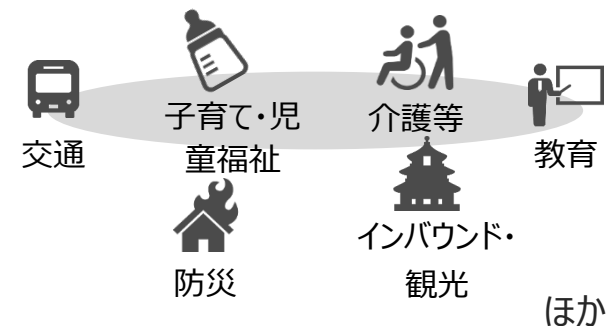 交通
子育て・児
童福祉
介護等
教育
防災
インバウンド・
観光
ほか